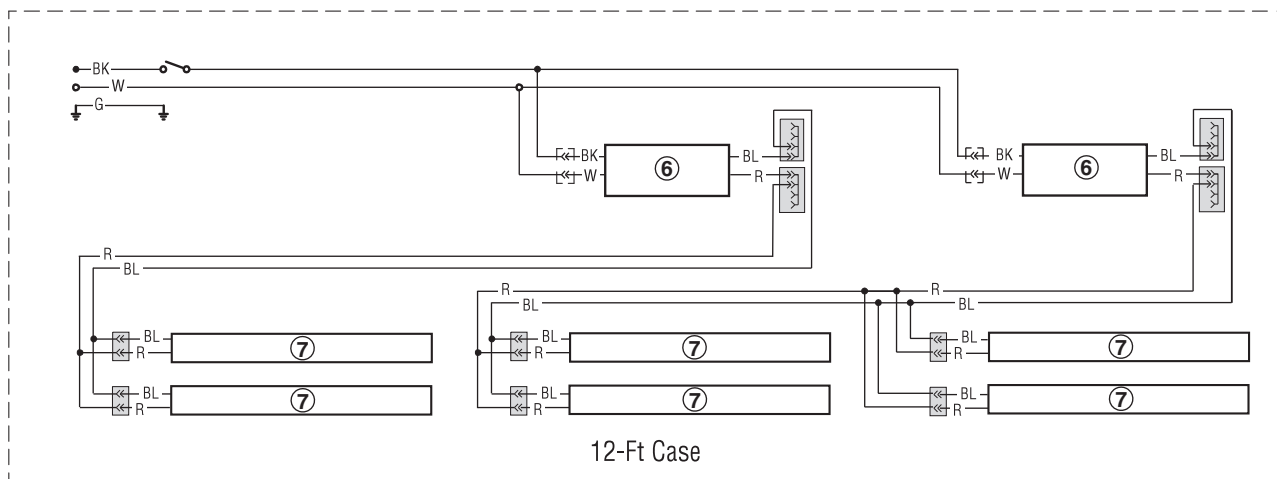 BK
W
G
BK ⑥ BL BK ⑥ BL
W R W R
R
BL
R R
BL BL
BL ⑦ BL ⑦ BL ⑦
R R R
BL ⑦ BL ⑦ BL ⑦
R R R
12-Ft Case